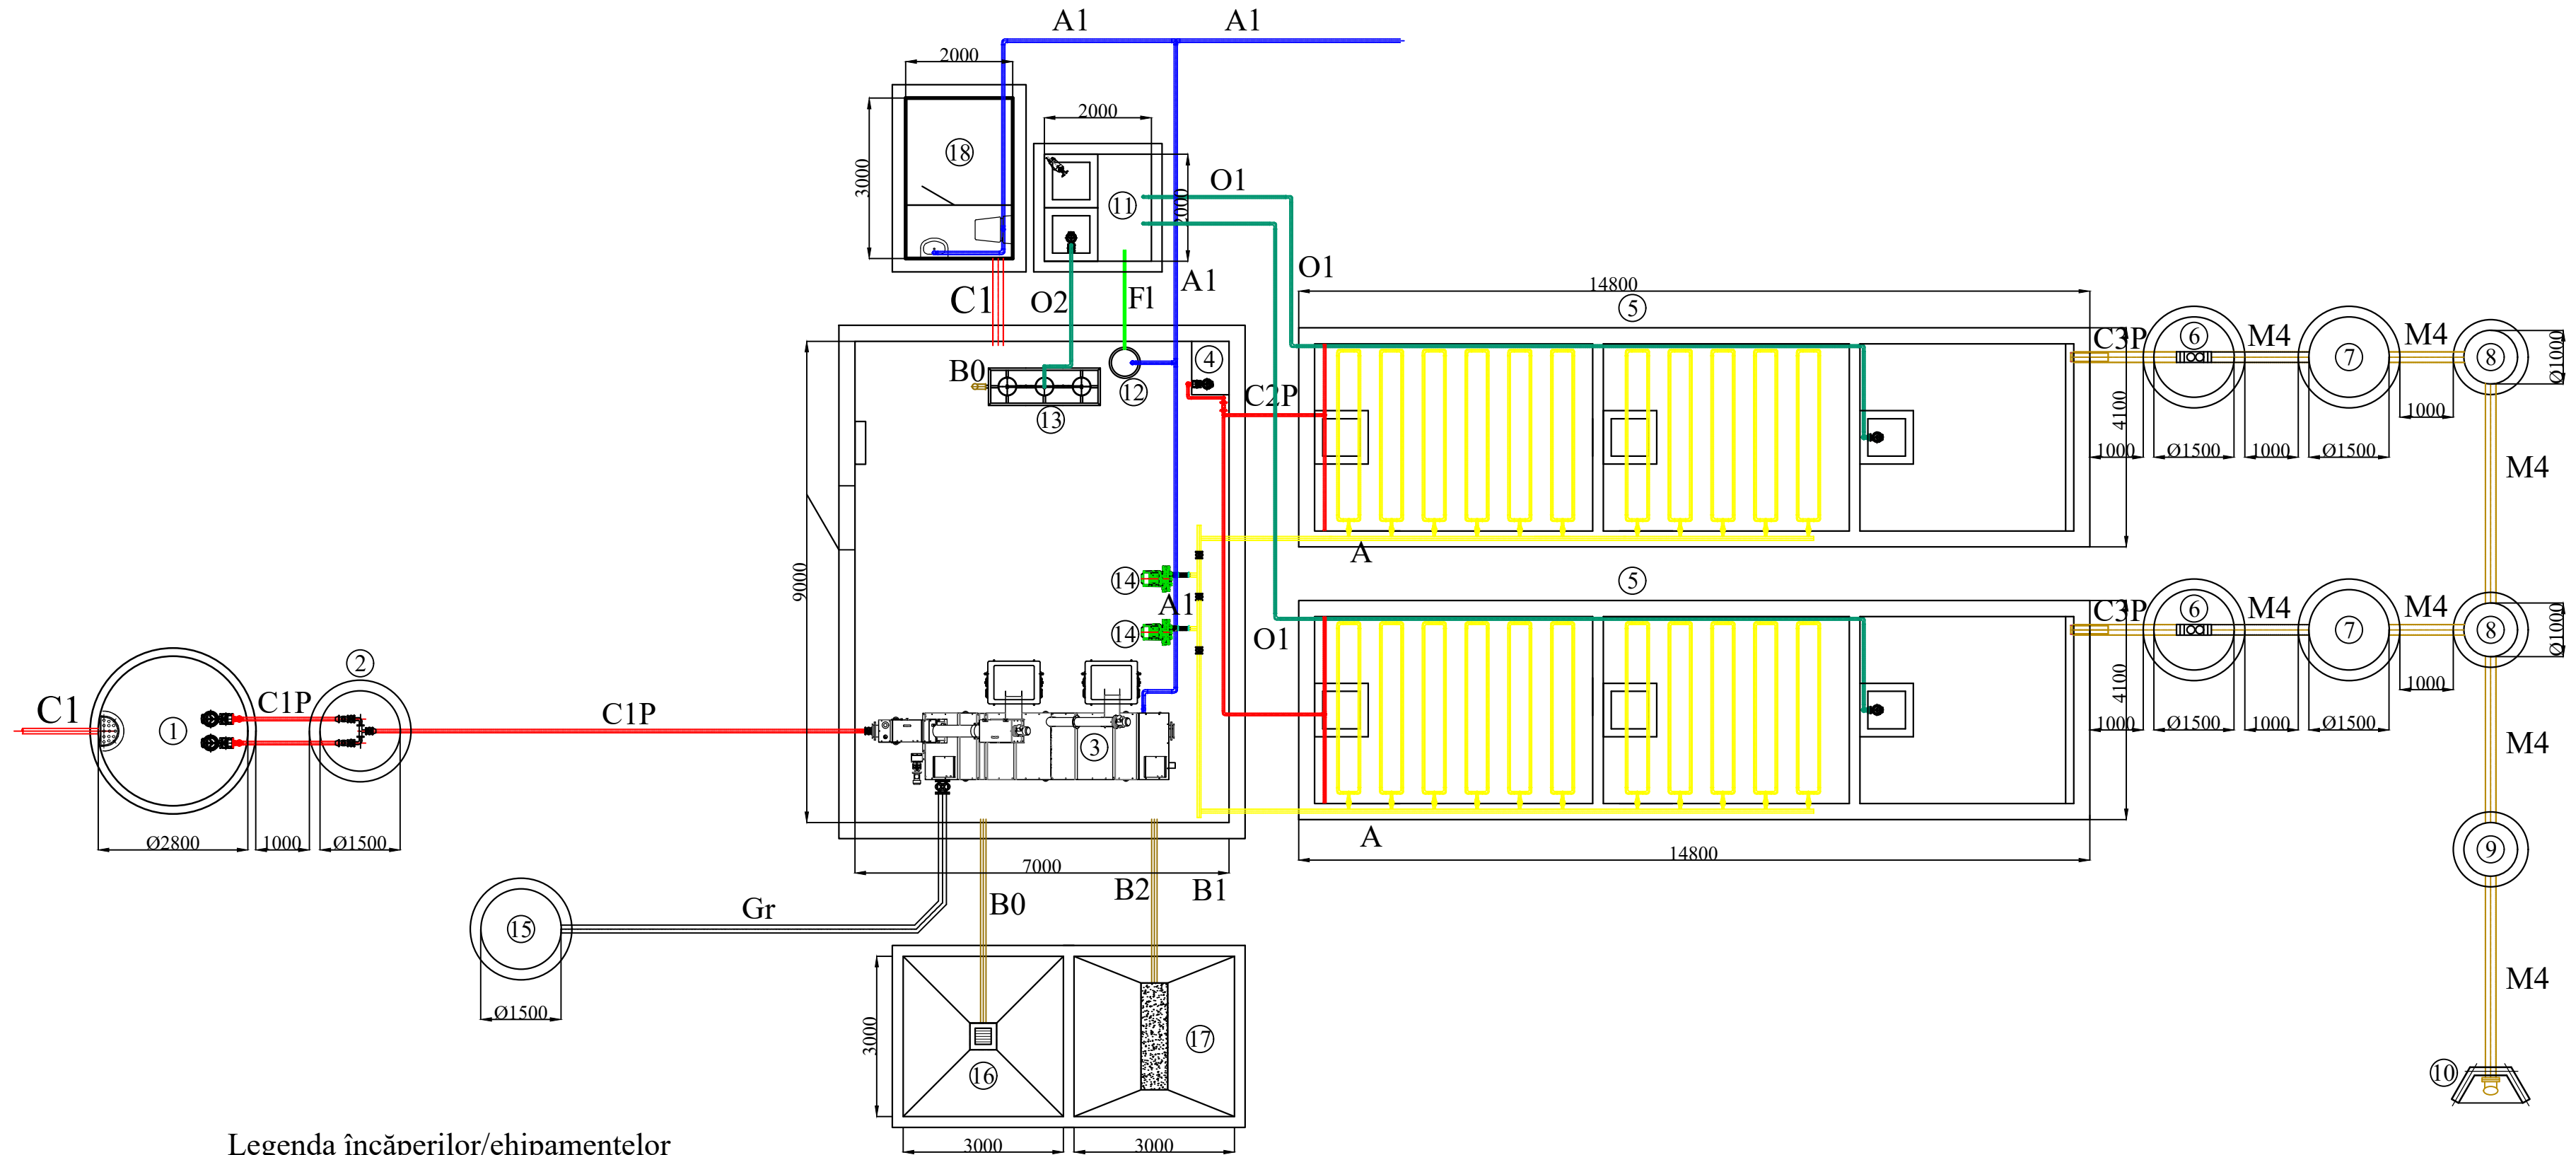 A1 A1
2000
2000
18
3000
11
2000
O1
O1
C1
O2
Fl
A1
14800
5
4
B0
12
13
C2P
C3P
6
M4
7
M4
8
Ø1000
4100
1000
1000
Ø1500
1000
Ø1500
M4
A
9000
14
A1
14
5
O1
C3P
6
M4
7
M4
8
Ø1000
4100
1000
1000
Ø1500
1000
Ø1500
M4
2
C1
1
C1P
C1P
3
Ø2800
1000
Ø1500
A
14800
9
7000
B0
B2
B1
Gr
15
M4
Ø1500
3000
16
17
10
3000
3000
Legenda încăperilor/ehipamentelor